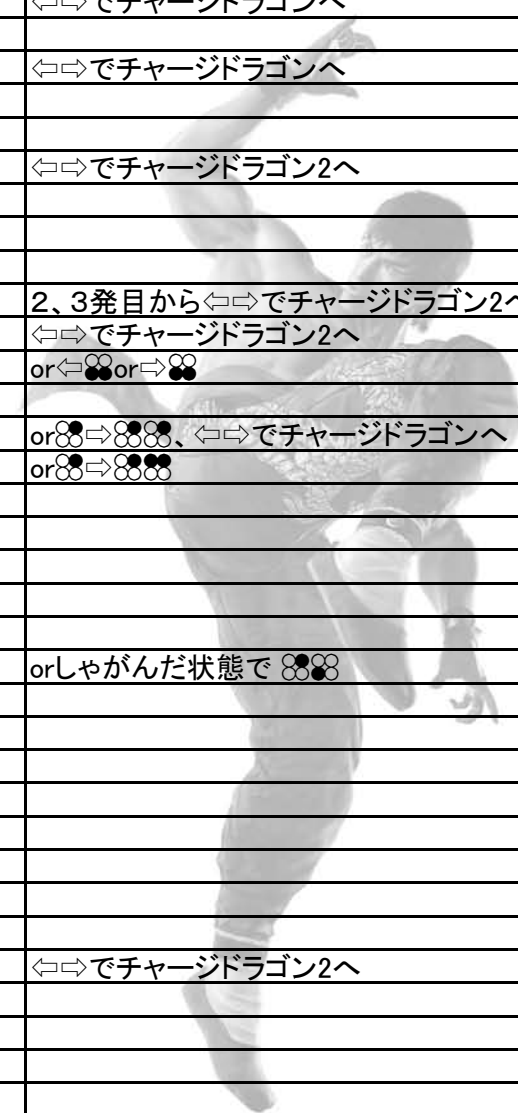 ⇦⇨でチャージドラゴンへ
⇦⇨でチャージドラゴンへ
⇦⇨でチャージドラゴン2へ
２、３発目から⇦⇨でチャージドラゴン2へ
⇦⇨でチャージドラゴン2へ
or⇦or⇨
or⇨、⇦⇨でチャージドラゴンへ
or⇨
orしゃがんだ状態で
⇦⇨でチャージドラゴン2へ